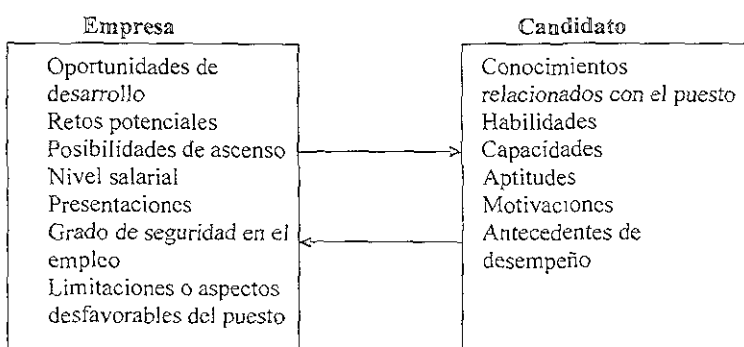 Empresa
Oportunidades de
desarrollo
Retos potenciales
Posibilidades de ascenso
Nivel salarial
Presentaciones
Grado de seguridad en el
empleo
Limitaciones o aspectos
desfavorables del puesto
Candidato
Conocimientos
relacionados con el puesto
Habilidades
Capacidades
Aptitudes
Motivaciones
Antecedentes de
desempeño